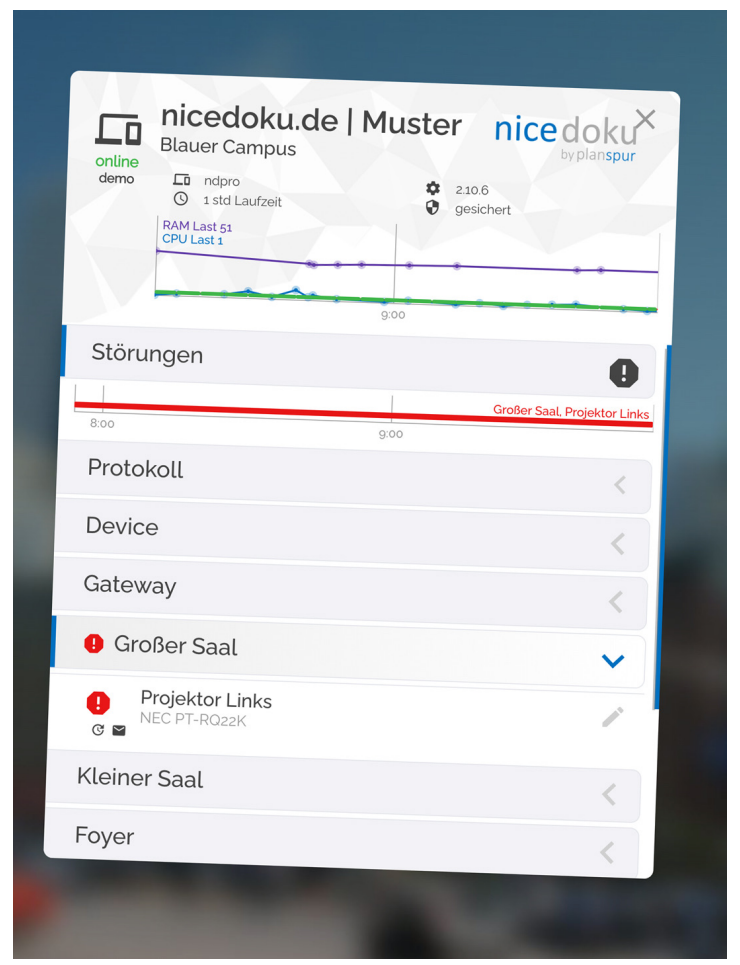 nicedoku.de | Muster
Blauer Campus
nicedoku
by planspur
online
demo
ndpro
2.10.6
1 std Laufzeit
gesichert
RAM Last 51
CPU Last 1
9:00
Störungen
Großer Saal, Projektor Links
8:00
9:00
Protokoll
Device
Gateway
Großer Saal
Projektor Links
NEC PT-RQ22K
Kleiner Saal
Foyer